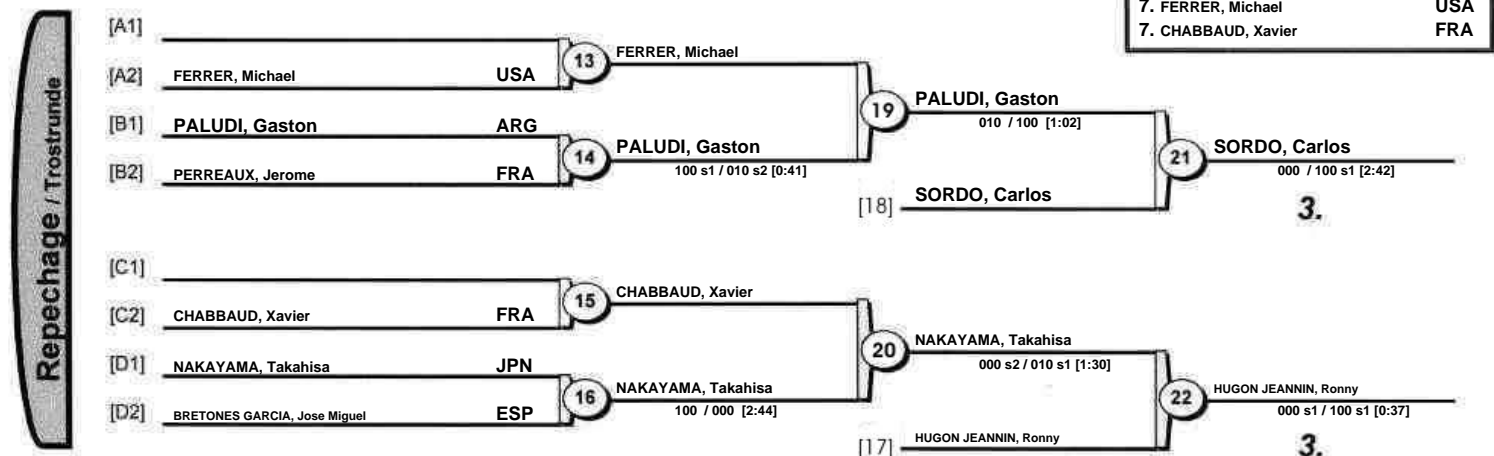 7. FERRER, Michael USA
7. CHABBAUD, Xavier FRA
Repechage / Trostrunde
[A1]
[A2] FERRER, Michael USA
13 FERRER, Michael
[B1] PALUDI, Gaston ARG
[B2] PERREAUX, Jerome FRA
14 PALUDI, Gaston
100 s1 / 010 s2 [0:41]
19 PALUDI, Gaston
010 / 100 [1:02]
[18] SORDO, Carlos
21 SORDO, Carlos
000 / 100 s1 [2:42]
3.
[C1]
[C2] CHABBAUD, Xavier FRA
15 CHABBAUD, Xavier
[D1] NAKAYAMA, Takahisa JPN
[D2] BRETONES GARCIA, Jose Miguel ESP
16 NAKAYAMA, Takahisa
100 / 000 [2:44]
20 NAKAYAMA, Takahisa
000 s2 / 010 s1 [1:30]
[17] HUGON JEANNIN, Ronny
22 HUGON JEANNIN, Ronny
000 s1 / 100 s1 [0:37]
3.